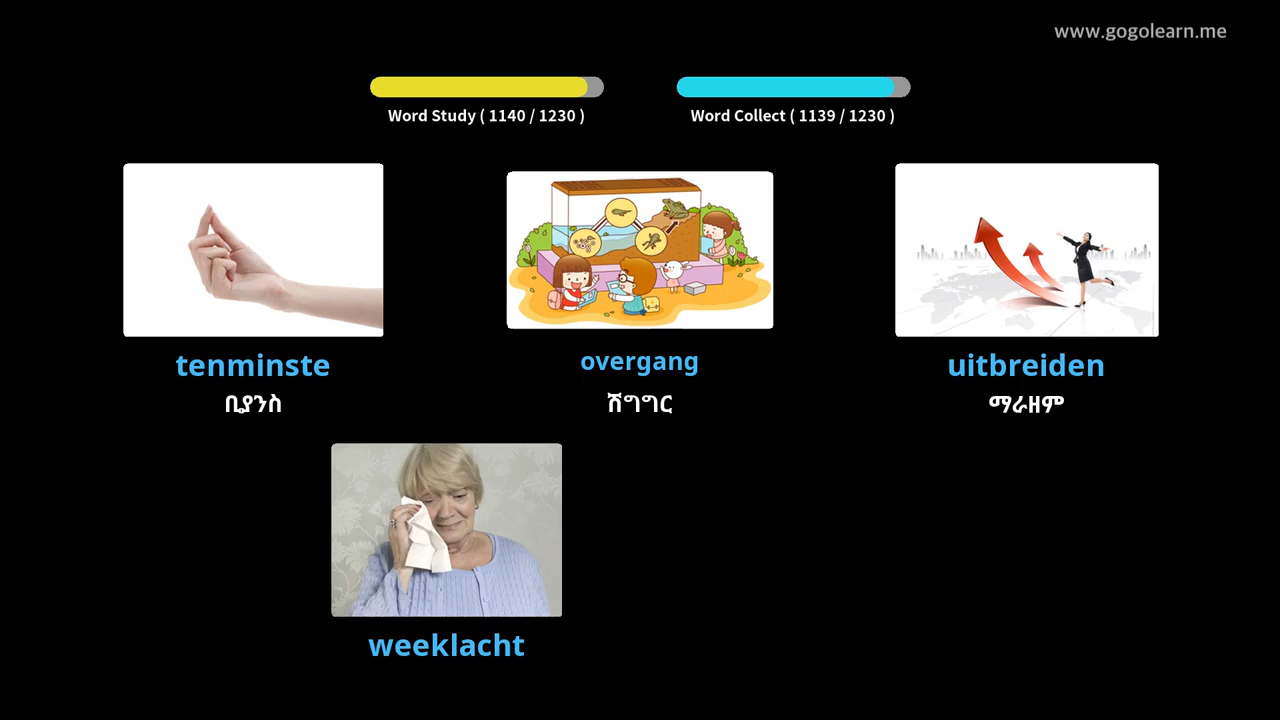 www.gogolearn.me
Word Study ( 1140 / 1230 )
Word Collect ( 1139 / 1230 )
tenminste
ቢያንስ
overgang
ሽግግር
uitbreiden
ማራዘም
weeklacht